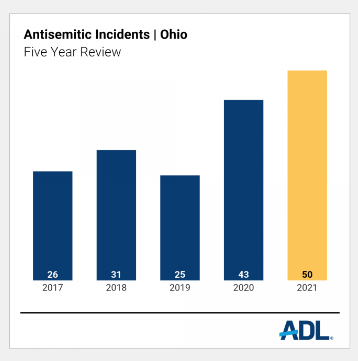 Antisemitic Incidents | Ohio
Five Year Review
26 31 25 43 50
2017 2018 2019 2020 2021
ADL